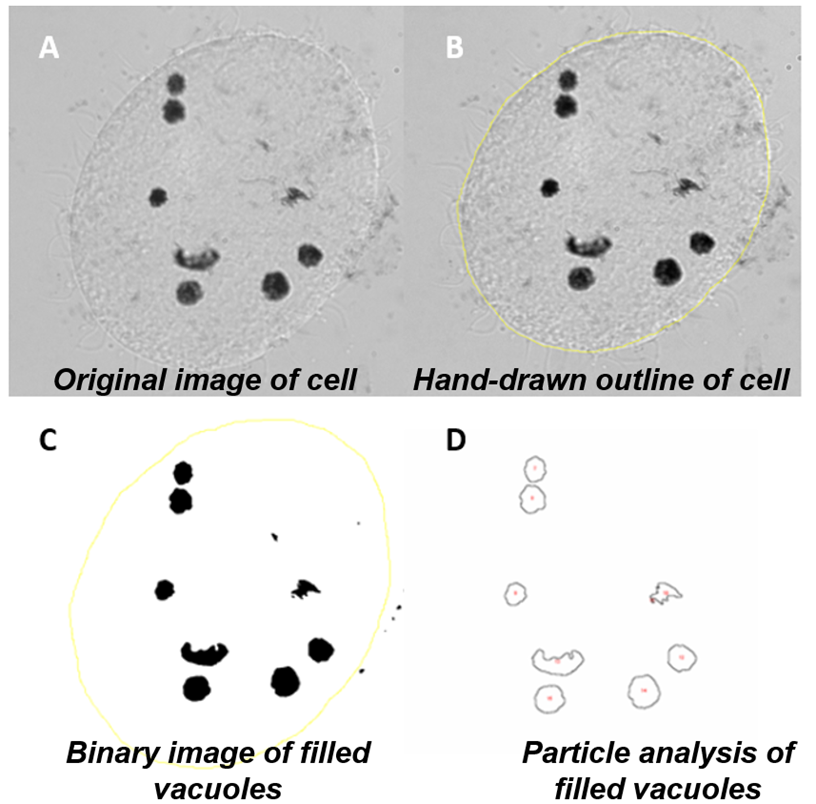 A
B
Original image of cell
Hand-drawn outline of cell
C
D
Binary image of filled
vacuoles
Particle analysis of
filled vacuoles